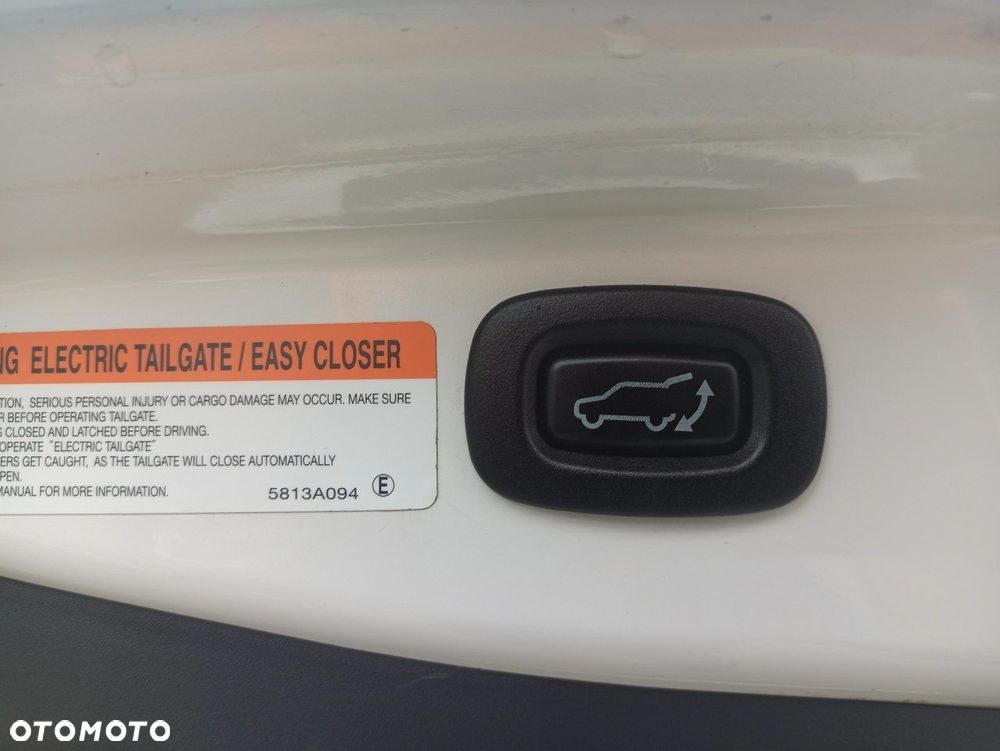 NG ELECTRIC TAILGATE / EASY CLOSER
TION, SERIOUS PERSONAL INJURY OR CARGO DAMAGE MAY OCCUR. MAKE SURE
R BEFORE OPERATING TAILGATE.
S CLOSED AND LATCHED BEFORE DRIVING.
OPERATE "ELECTRIC TAILGATE"
ERS GET CAUGHT, AS THE TAILGATE WILL CLOSE AUTOMATICALLY
PEN.
MANUAL FOR MORE INFORMATION.
5813A094 E
OTOMOTO